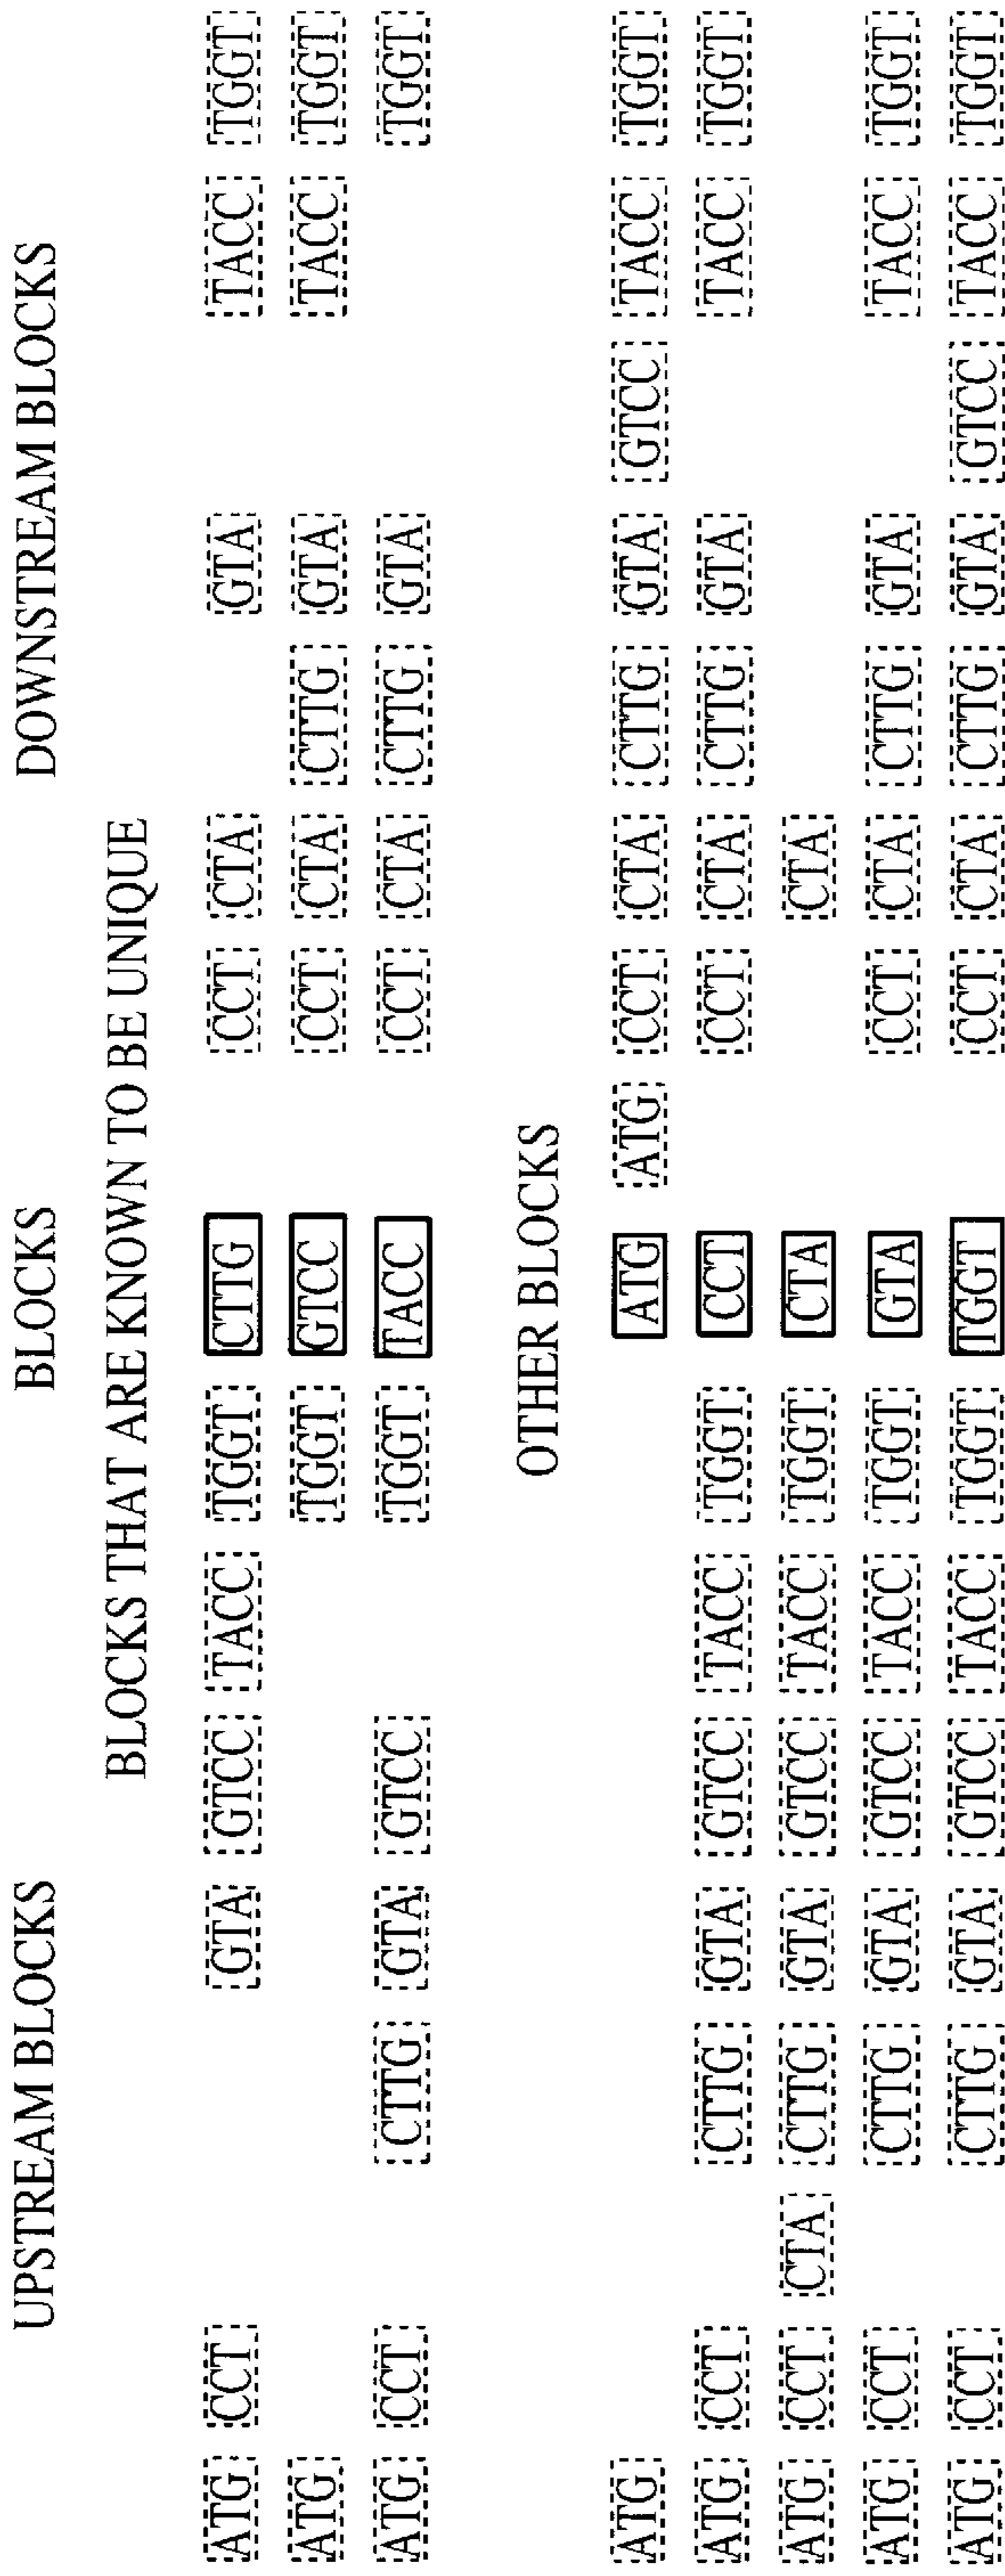 UPSTREAM BLOCKS BLOCKS DOWNSTREAM BLOCKS
BLOCKS THAT ARE KNOWN TO BE UNIQUE
ATG CCT GTA GTCC TACC TGGT CTTG CCT CTA GTA TACC TGGT
ATG TGGT GTCC CCT CTA CTTG GTA TACC TGGT
ATG CCT CTTG GTA GTCC TGGT TACC CCT CTA CTTG GTA TGGT
OTHER BLOCKS
ATG ATG ATG CCT CTA CTTG GTA GTCC TACC TGGT
ATG CCT CTTG GTA GTCC TACC TGGT CCT CCT CTA CTTG GTA TACC TGGT
ATG CCT CTA CTTG GTA GTCC TACC TGGT CTA CTA
ATG CCT CTTG GTA GTCC TACC TGGT GTA CCT CTA CTTG GTA TACC TGGT
ATG CCT CTTG GTA GTCC TACC TGGT TGGT CCT CTA CTTG GTA GTCC TACC TGGT